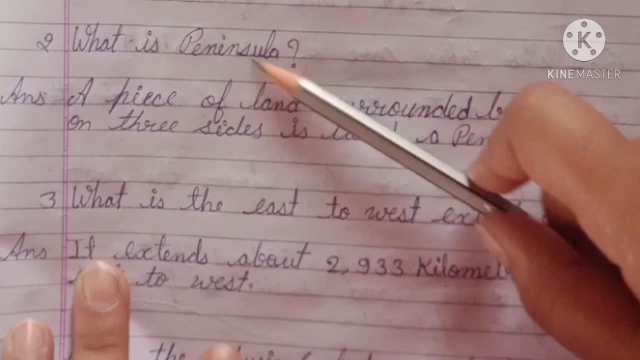 K
KINEMASTER
2 What is Peninsula?
Ans A piece of land surrounded
on three sides is a
3 What is the east to west
Ans It extends about 2,933
to west.
the